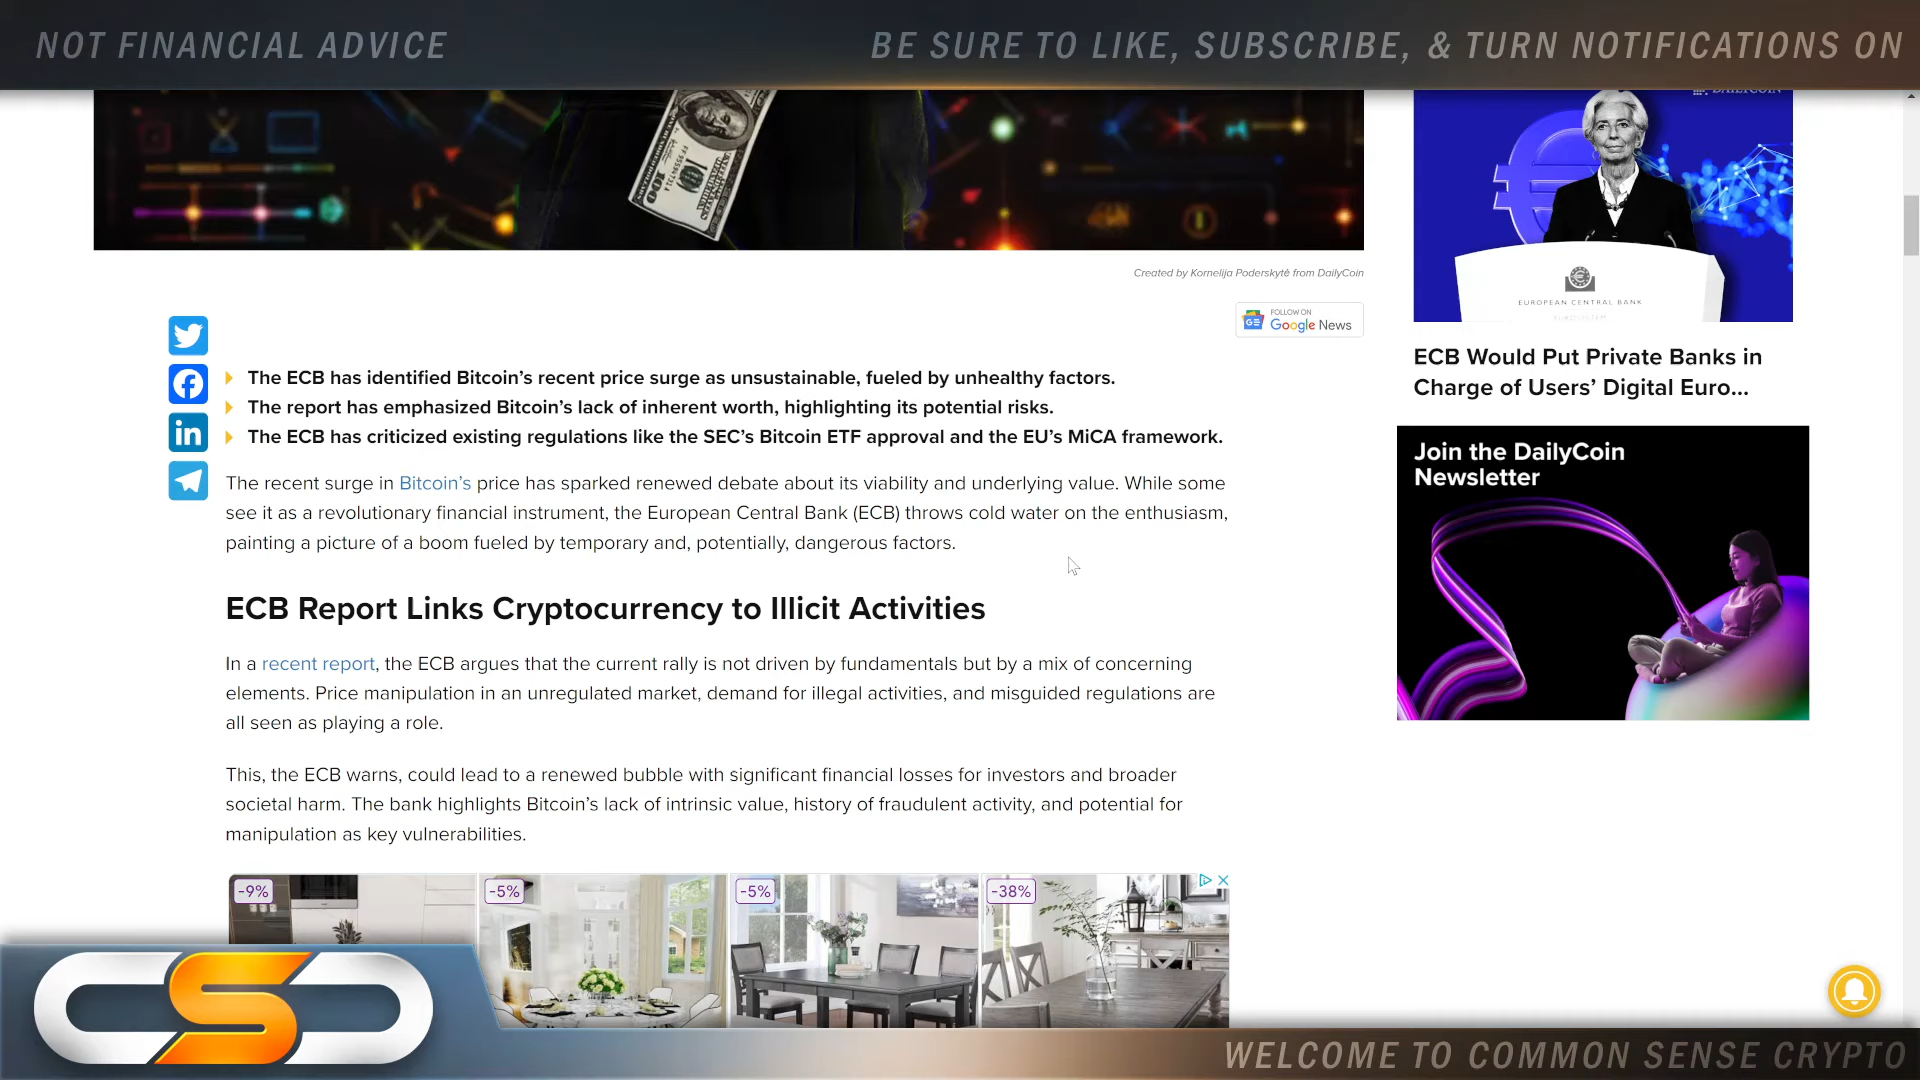 NOT FINANCIAL ADVICE
BE SURE TO LIKE, SUBSCRIBE, & TURN NOTIFICATIONS ON
100
DAILYCOIN
EUROPEAN CENTRAL BANK
EUROSYSTEM
Created by Kornelija Poderskytė from DailyCoin
FOLLOW ON
Google News
The ECB has identified Bitcoin’s recent price surge as unsustainable, fueled by unhealthy factors.
The report has emphasized Bitcoin’s lack of inherent worth, highlighting its potential risks.
The ECB has criticized existing regulations like the SEC’s Bitcoin ETF approval and the EU’s MiCA framework.
The recent surge in Bitcoin’s price has sparked renewed debate about its viability and underlying value. While some
see it as a revolutionary financial instrument, the European Central Bank (ECB) throws cold water on the enthusiasm,
painting a picture of a boom fueled by temporary and, potentially, dangerous factors.
ECB Report Links Cryptocurrency to Illicit Activities
In a recent report, the ECB argues that the current rally is not driven by fundamentals but by a mix of concerning
elements. Price manipulation in an unregulated market, demand for illegal activities, and misguided regulations are
all seen as playing a role.
This, the ECB warns, could lead to a renewed bubble with significant financial losses for investors and broader
societal harm. The bank highlights Bitcoin’s lack of intrinsic value, history of fraudulent activity, and potential for
manipulation as key vulnerabilities.
ECB Would Put Private Banks in
Charge of Users’ Digital Euro...
Join the DailyCoin
Newsletter
-9%
-5%
-5%
-38%
CSC
WELCOME TO COMMON SENSE CRYPTO